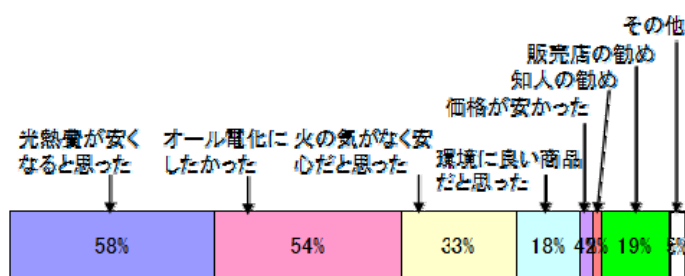 その他
販売店の勧め
知人の勧め
価格が安かった
光熱費が安く
なると思った
オール電化に
したかった
火の気がなく安
心だと思った
環境に良い商品
だと思った
58%
54%
33%
18%
19%